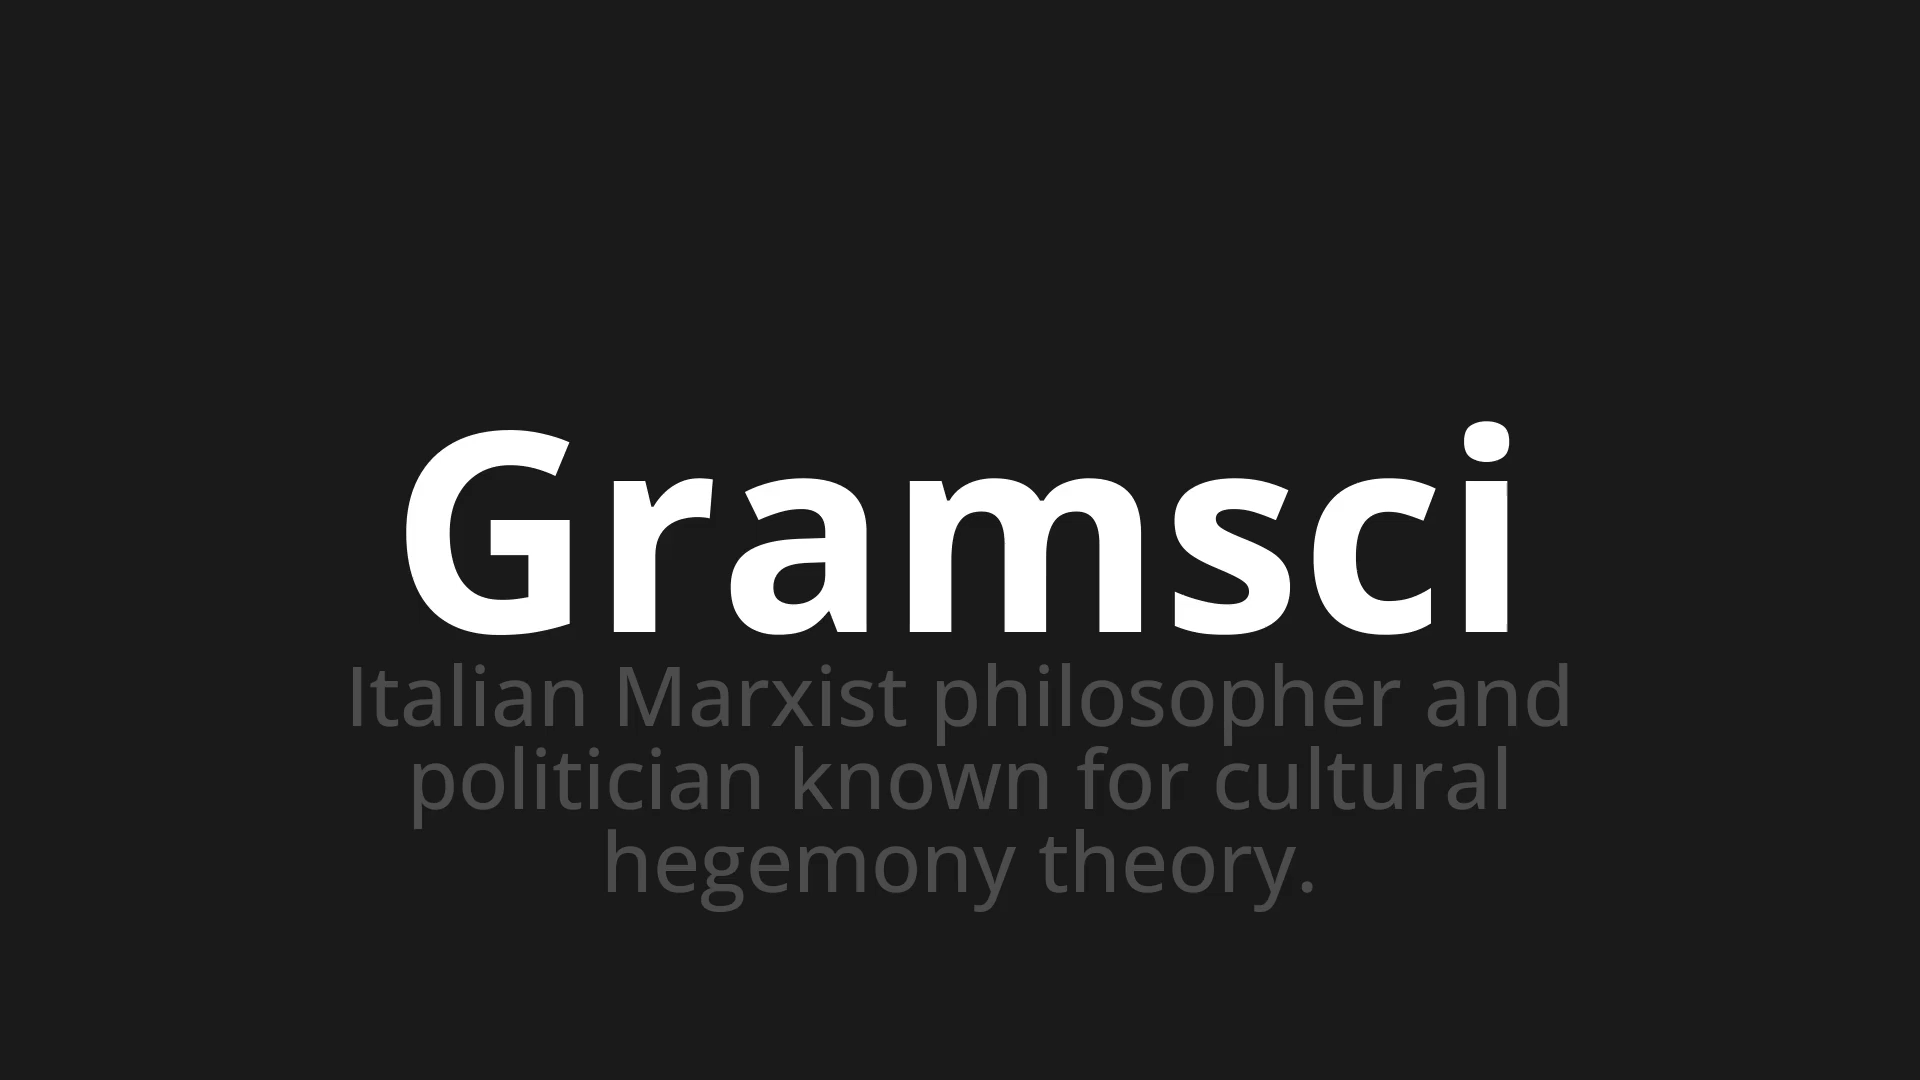 Gramsci
Italian Marxist philosopher and
politician known for cultural
hegemony theory.